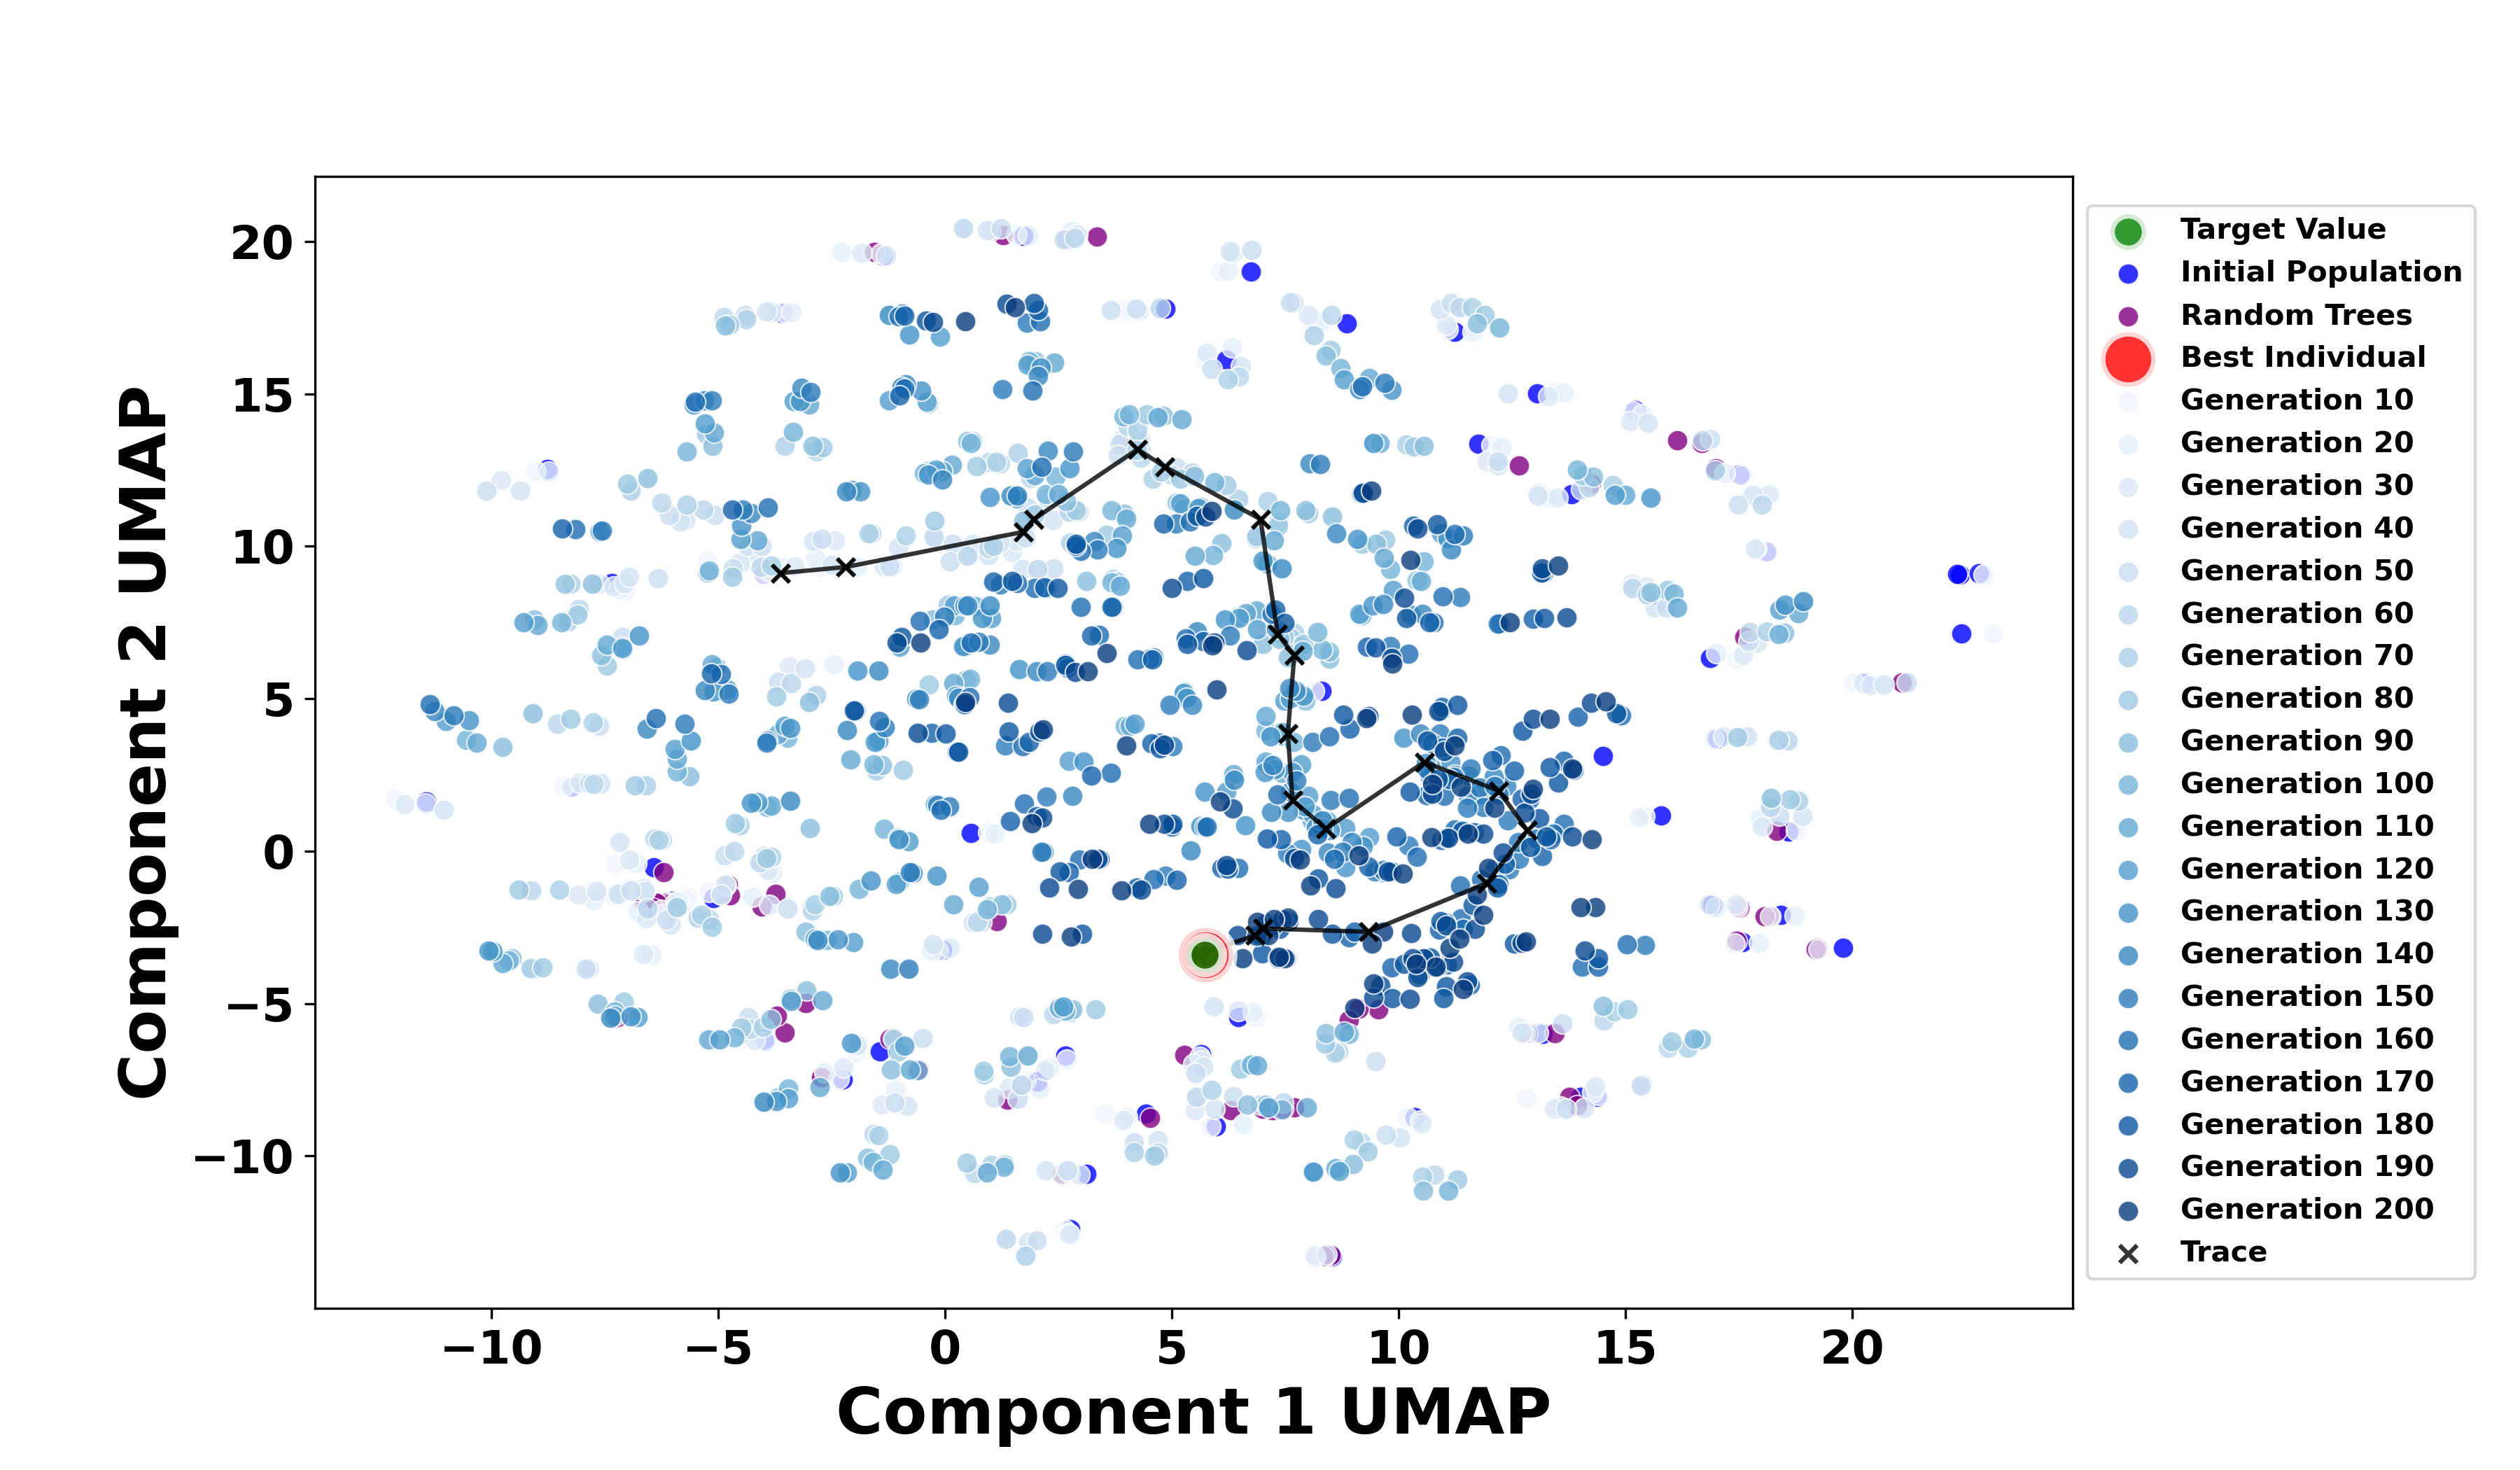 20
15
10
5
0
−5
−10
Component 2 UMAP
−10
−5
0
5
10
15
20
Component 1 UMAP
Target Value
Initial Population
Random Trees
Best Individual
Generation 10
Generation 20
Generation 30
Generation 40
Generation 50
Generation 60
Generation 70
Generation 80
Generation 90
Generation 100
Generation 110
Generation 120
Generation 130
Generation 140
Generation 150
Generation 160
Generation 170
Generation 180
Generation 190
Generation 200
Trace